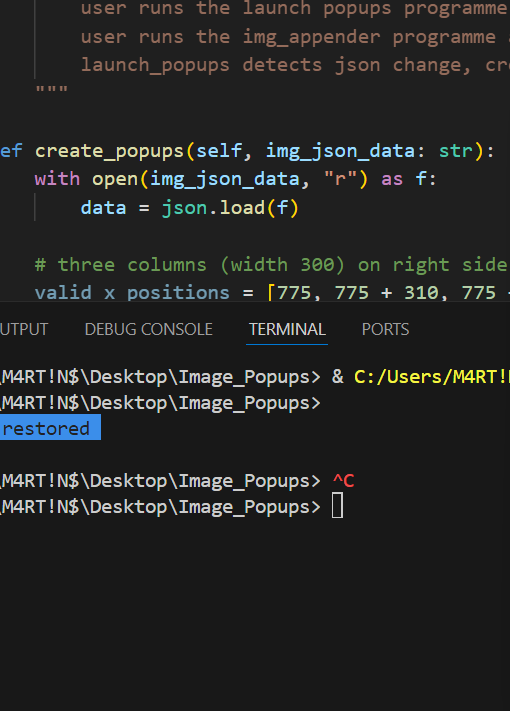 user runs the launch popups programme
user runs the img_appender programme
launch_popups detects json change, cr
"""
ef create_popups(self, img_json_data: str):
with open(img_json_data, "r") as f:
data = json.load(f)
# three columns (width 300) on right side
valid_x_positions = [775, 775 + 310, 775
UTPUT DEBUG CONSOLE TERMINAL PORTS
\M4RT!N$\Desktop\Image_Popups> & C:/Users/M4RT!
\M4RT!N$\Desktop\Image_Popups>
restored
\M4RT!N$\Desktop\Image_Popups> ^C
\M4RT!N$\Desktop\Image_Popups>